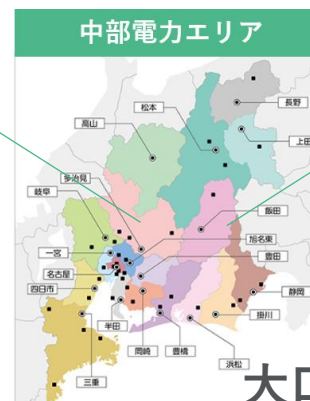 中部電力エリア
長野
松本
高山
上田
多治見
岐阜
飯田
一宮
旭名東
名古屋
豊田
四日市
静岡
半田
掛川
岡崎
豊橋
三重
浜松
大口